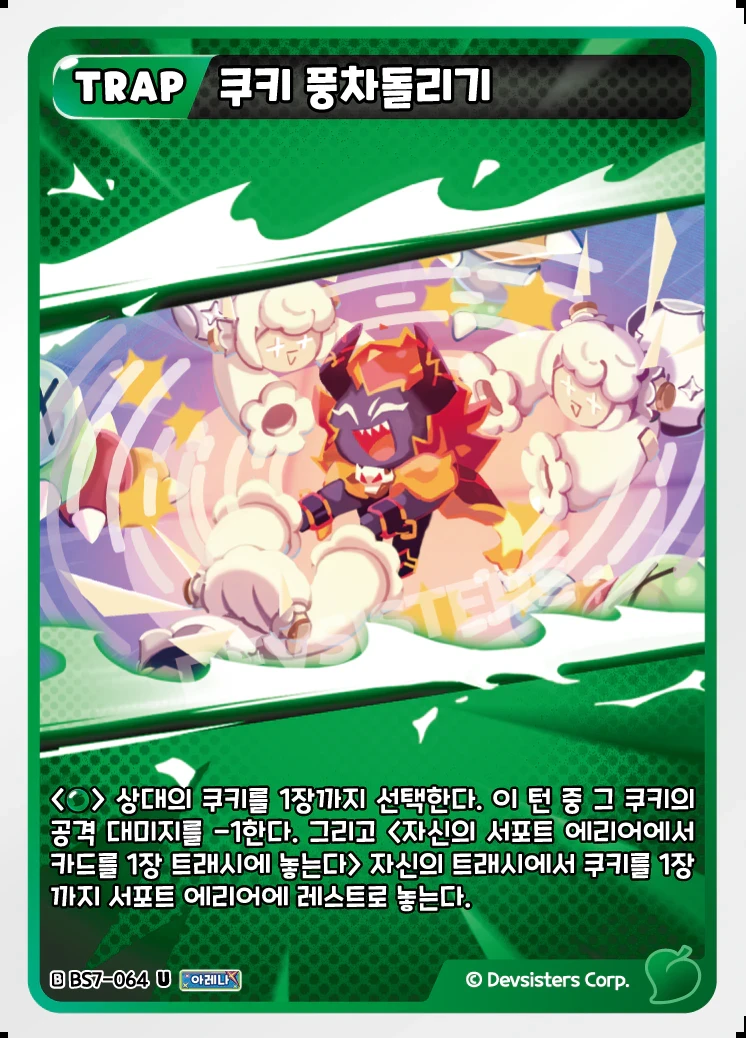 TRAP 쿠키 풍차돌리기
DEVSISTERS
<●> 상대의 쿠키를 1장까지 선택한다. 이 턴 중 그 쿠키의
공격 대미지를 -1한다. 그리고 <자신의 서포트 에리어에서
카드를 1장 트래시에 놓는다> 자신의 트래시에서 쿠키를 1장
까지 서포트 에리어에 레스트로 놓는다.
B BS7-064 U 아레나
© Devsisters Corp.